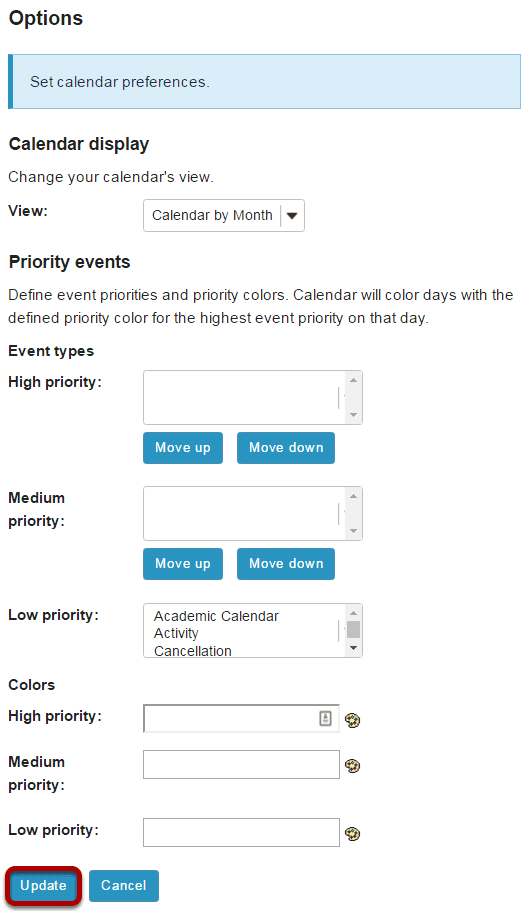 Options
Set calendar preferences.
Calendar display
Change your calendar's view.
View:
Calendar by Month
Priority events
Define event priorities and priority colors. Calendar will color days with the
defined priority color for the highest event priority on that day.
Event types
High priority:
Move up
Move down
Medium
priority:
Move up
Move down
Low priority:
Academic Calendar
Activity
Cancellation
Colors
High priority:
Medium
priority:
Low priority:
Update
Cancel